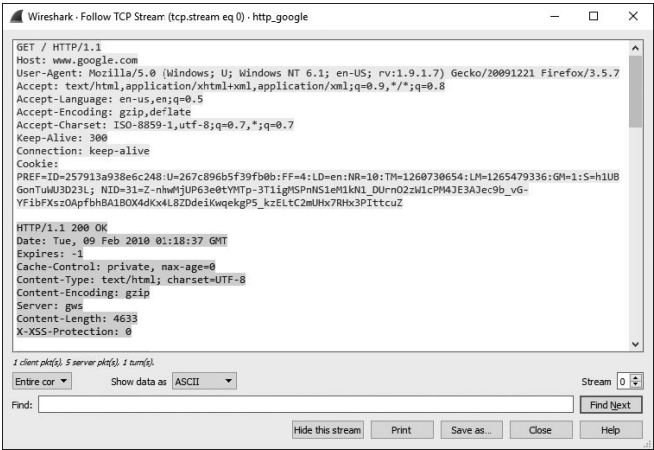 Wireshark · Follow TCP Stream (tcp.stream eq 0) · http_google
GET / HTTP/1.1
Host: www.google.com
User-Agent: Mozilla/5.0 (Windows; U; Windows NT 6.1; en-US; rv:1.9.1.7) Gecko/20091221 Firefox/3.5.7
Accept: text/html,application/xhtml+xml,application/xml;q=0.9,*/*;q=0.8
Accept-Language: en-us,en;q=0.5
Accept-Encoding: gzip,deflate
Accept-Charset: ISO-8859-1,utf-8;q=0.7,*;q=0.7
Keep-Alive: 300
Connection: keep-alive
Cookie:
PREF=ID=257913a938e6c248:U=267c896b5f39fb0b:FF=4:LD=en:NR=10:TM=1260730654:LM=1265479336:GM=1:S=h1UB
GonTuWU3D23L; NID=31=Z-nhwMjUP63e0tYMTp-3T1igMSPnNS1eM1kN1_DUrnO2zW1cPM4JE3AJec9b_vG-
YFibFXszOApfbhBA1BOX4dKx4L8ZDdeiKwqekgP5_kzELtC2mUHx7RHx3PIttcuZ
HTTP/1.1 200 OK
Date: Tue, 09 Feb 2010 01:18:37 GMT
Expires: -1
Cache-Control: private, max-age=0
Content-Type: text/html; charset=UTF-8
Content-Encoding: gzip
Server: gws
Content-Length: 4633
X-XSS-Protection: 0
1 client pkt(s), 5 server pkt(s), 1 turn(s).
Entire cor Show data as ASCII Stream 0
Find: Find Next
Hide this stream Print Save as... Close Help